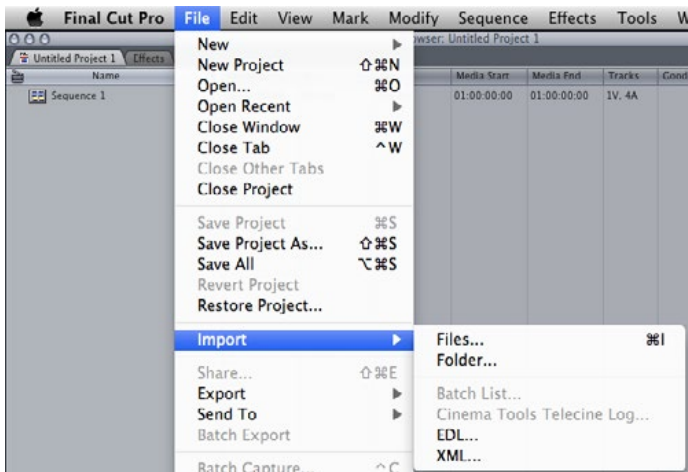 Final Cut Pro File Edit View Mark Modify Sequence Effects Tools W
owser: Untitled Project 1
Untitled Project 1 Effects
Name Media Start Media End Tracks Good
Sequence 1 01:00:00:00 01:00:00:00 1V, 4A
New
New Project ⇧⌘N
Open... ⌘O
Open Recent
Close Window ⌘W
Close Tab ^W
Close Other Tabs
Close Project
Save Project ⌘S
Save Project As... ⇧⌘S
Save All ⌥⌘S
Revert Project
Restore Project...
Import
Share... ⇧⌘E
Export
Send To
Batch Export
Batch Capture... ^C
Files... ⌘I
Folder...
Batch List...
Cinema Tools Telecine Log...
EDL...
XML...